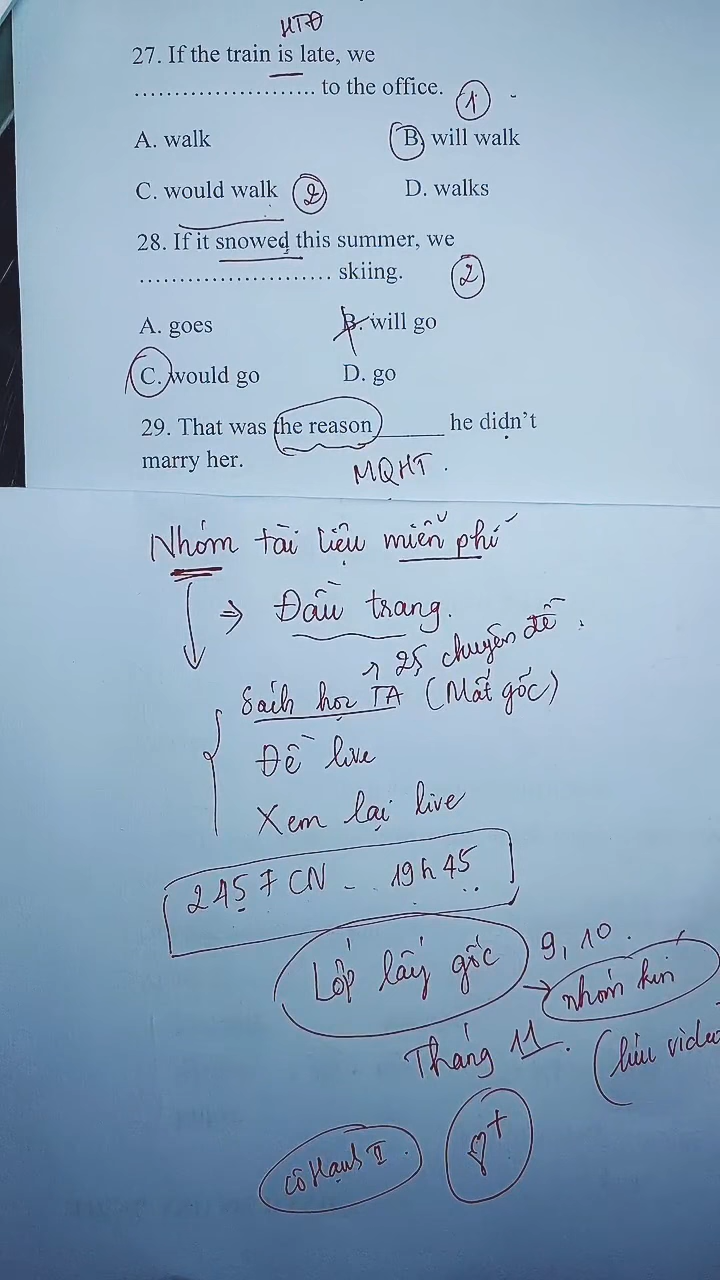 HTĐ
27. If the train is late, we
........................ to the office. 1
A. walk B. will walk
C. would walk 2 D. walks
28. If it snowed this summer, we
......................... skiing. 2
A. goes B. will go
C. would go D. go
29. That was the reason ______ he didn't
marry her.
MQHT.
Nhóm tài liệu miễn phí
⇒ Đầu trang.
→ 25 chuyên đề.
Sách học TA (Mất gốc)
Đề live
Xem lại live
2 4 5 7 CN - 19h45
Lớp lấy gốc 9, 10.
→ nhóm kín
Tháng 11. (lưu video
cô Hạnh II